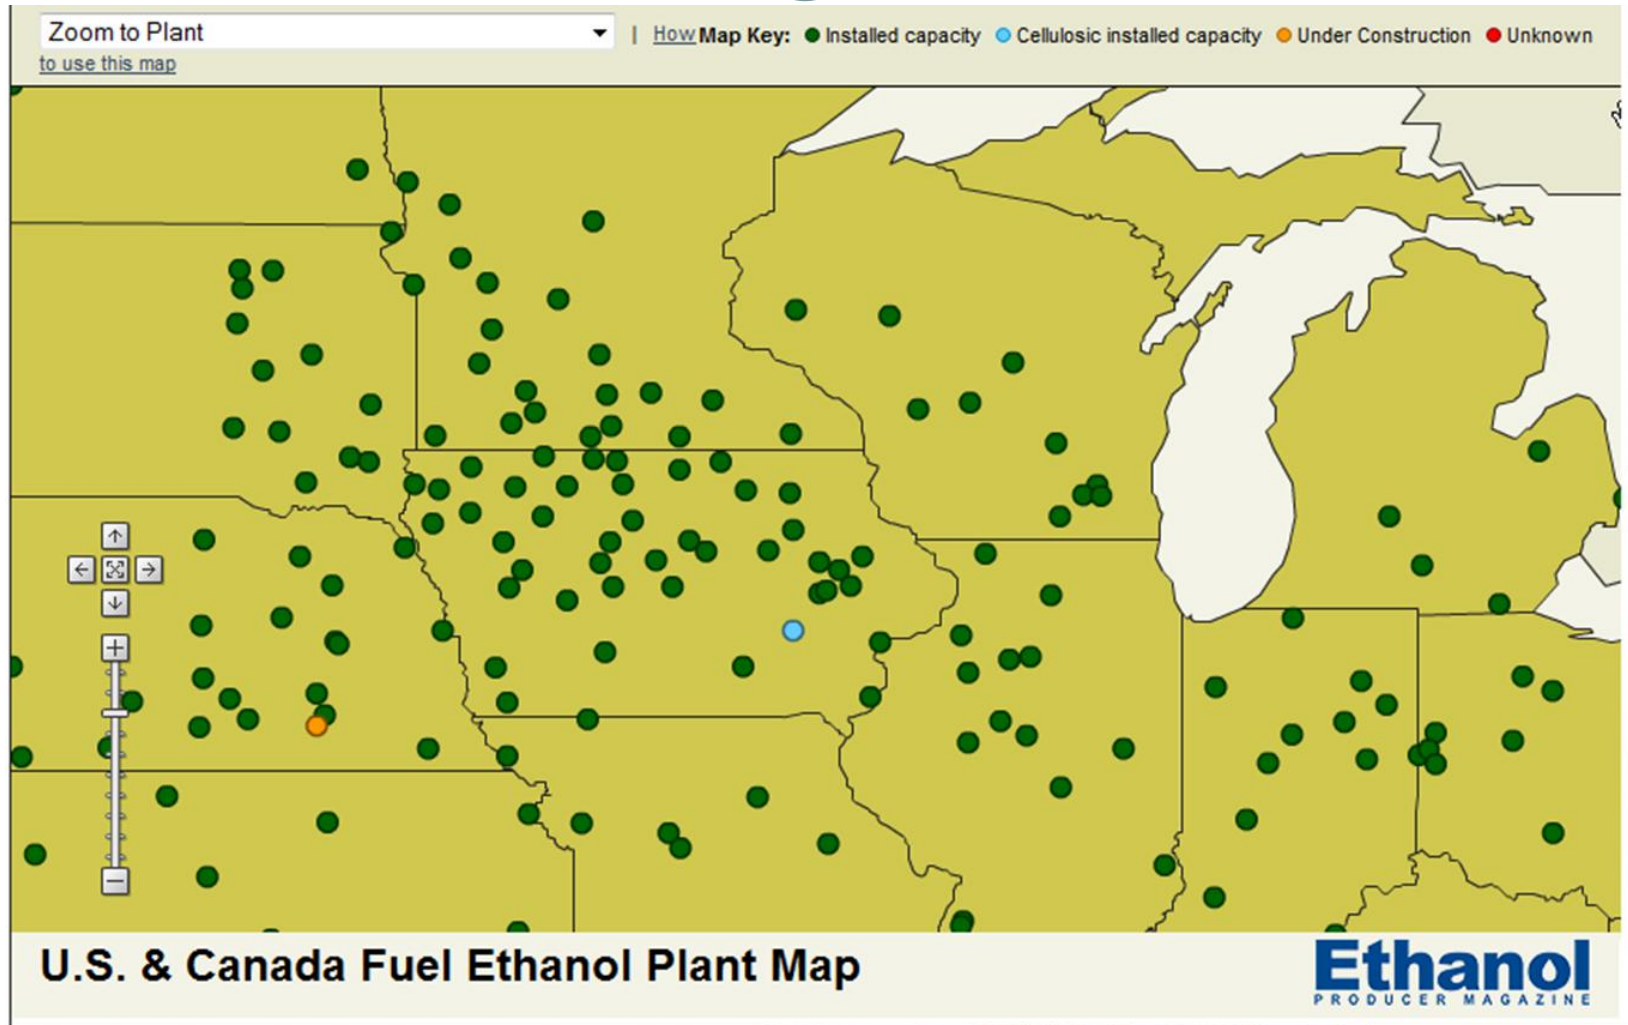 Zoom to Plant | How Map Key: Installed capacity Cellulosic installed capacity Under Construction Unknown
to use this map
U.S. & Canada Fuel Ethanol Plant Map
Ethanol
PRODUCER MAGAZINE